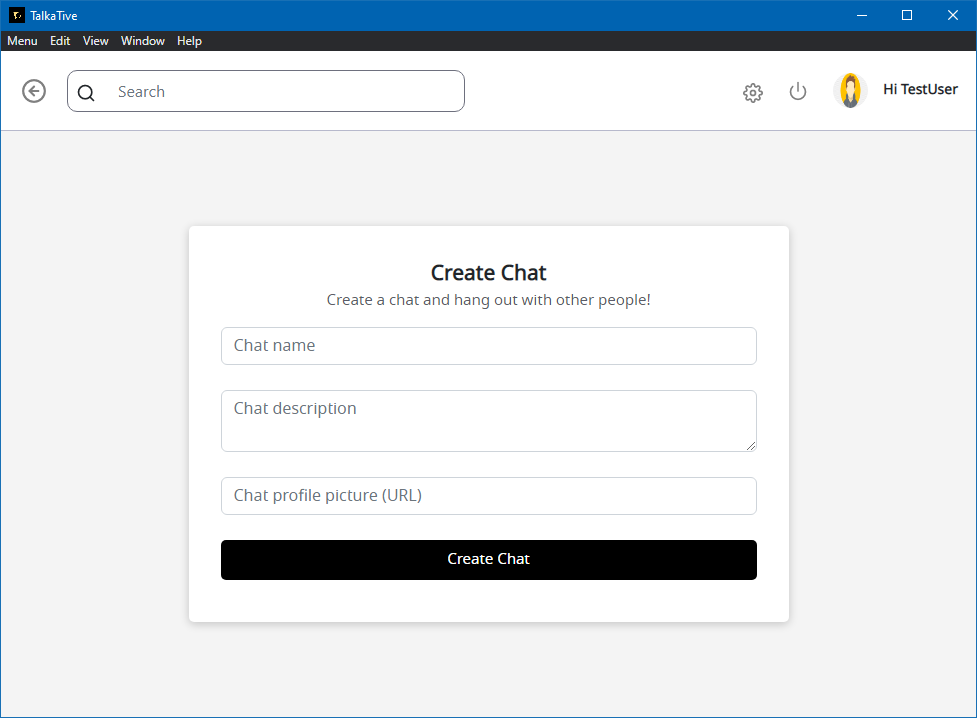 TalkaTive
Menu Edit View Window Help
Search
Hi TestUser
Create Chat
Create a chat and hang out with other people!
Chat name
Chat description
Chat profile picture (URL)
Create Chat